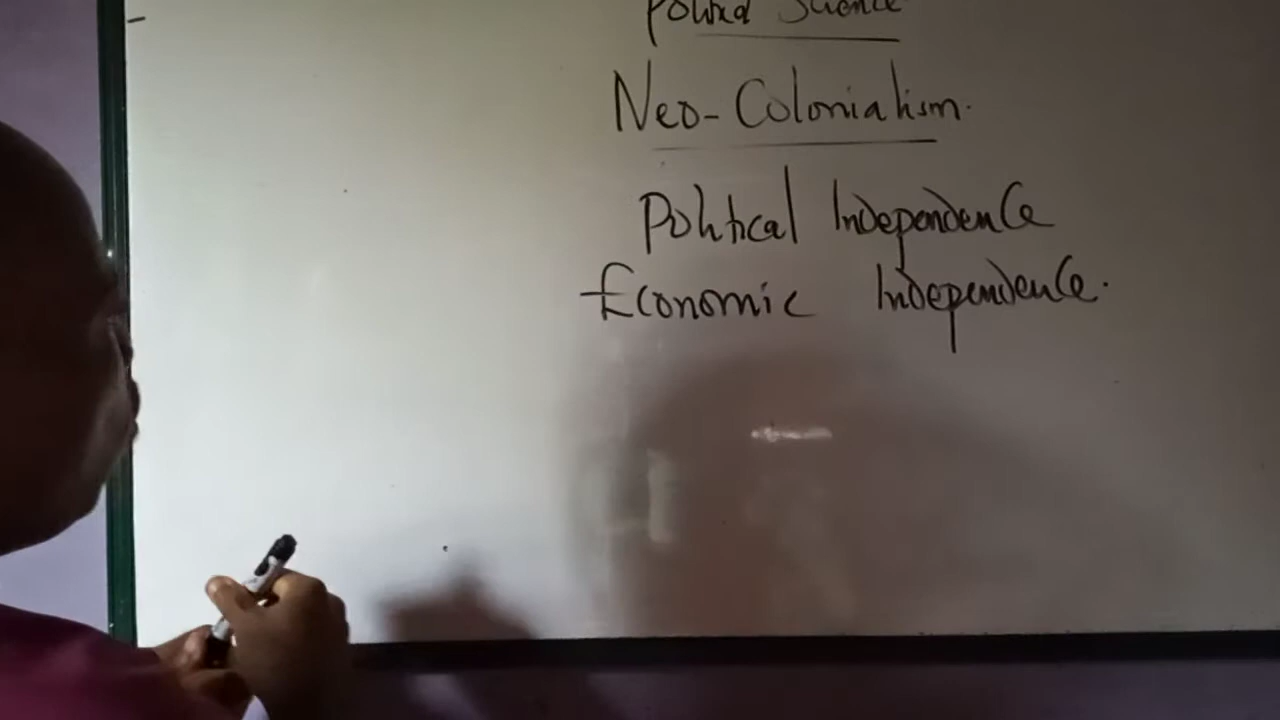 Political Science
Neo-Colonialism.
Political Independence
Economic Independence.